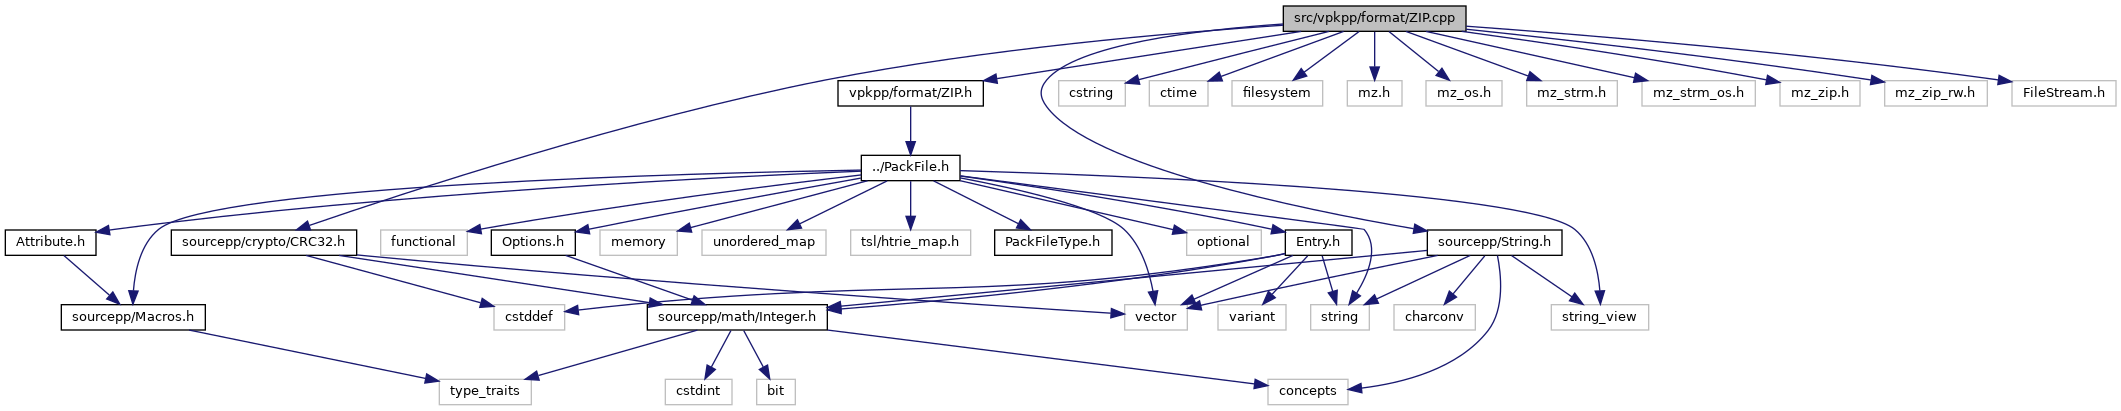 src/vpkpp/format/ZIP.cpp
vpkpp/format/ZIP.h
cstring
ctime
filesystem
mz.h
mz_os.h
mz_strm.h
mz_strm_os.h
mz_zip.h
mz_zip_rw.h
FileStream.h
../PackFile.h
Attribute.h
sourcepp/crypto/CRC32.h
functional
Options.h
memory
unordered_map
tsl/htrie_map.h
PackFileType.h
optional
Entry.h
sourcepp/String.h
sourcepp/Macros.h
cstddef
sourcepp/math/Integer.h
vector
variant
string
charconv
string_view
type_traits
cstdint
bit
concepts